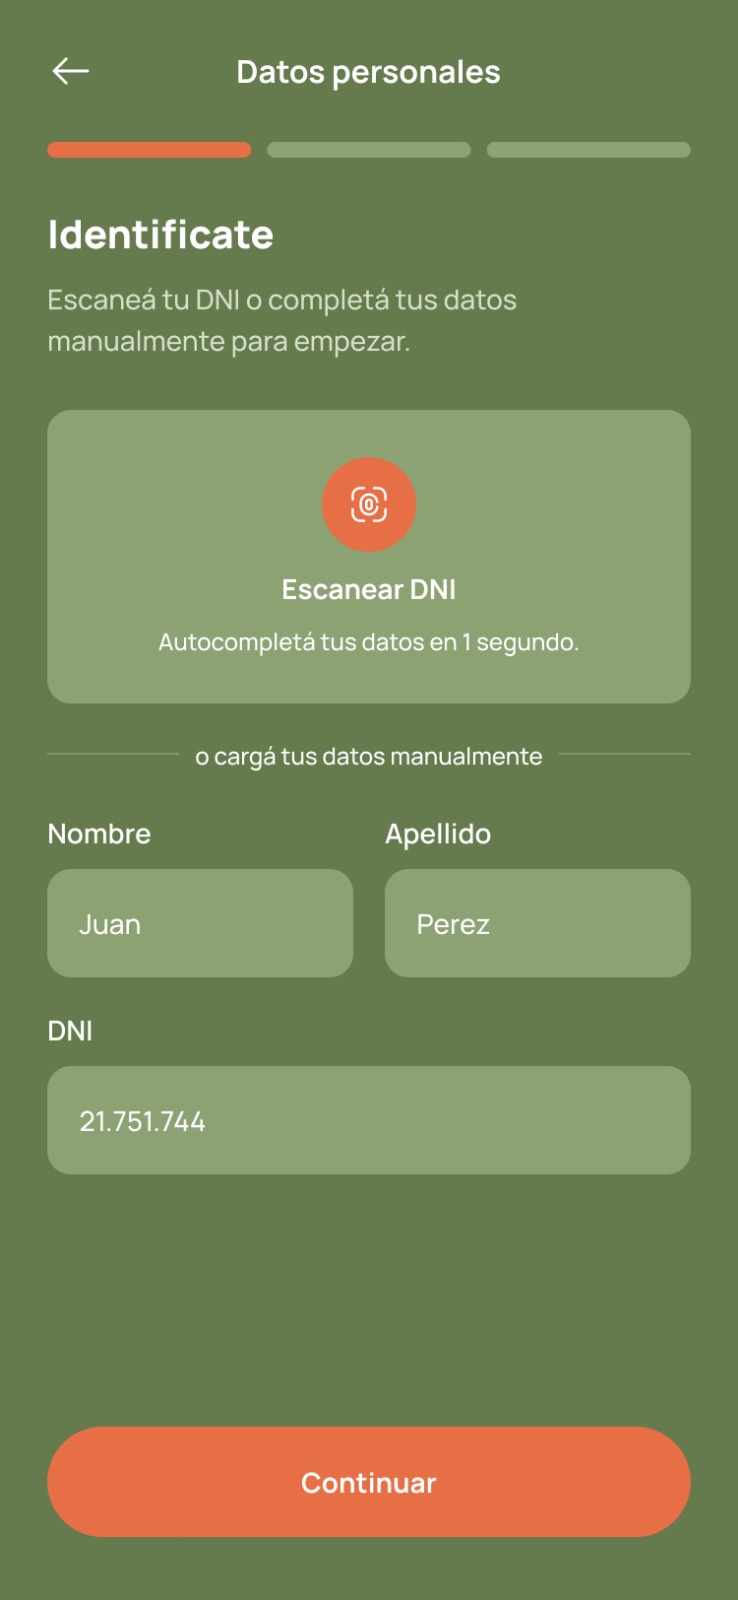 Datos personales
Identificate
Escaneá tu DNI o completá tus datos
manualmente para empezar.
Escanear DNI
Autocompletá tus datos en 1 segundo.
o cargá tus datos manualmente
Nombre
Apellido
Juan
Perez
DNI
21.751.744
Continuar